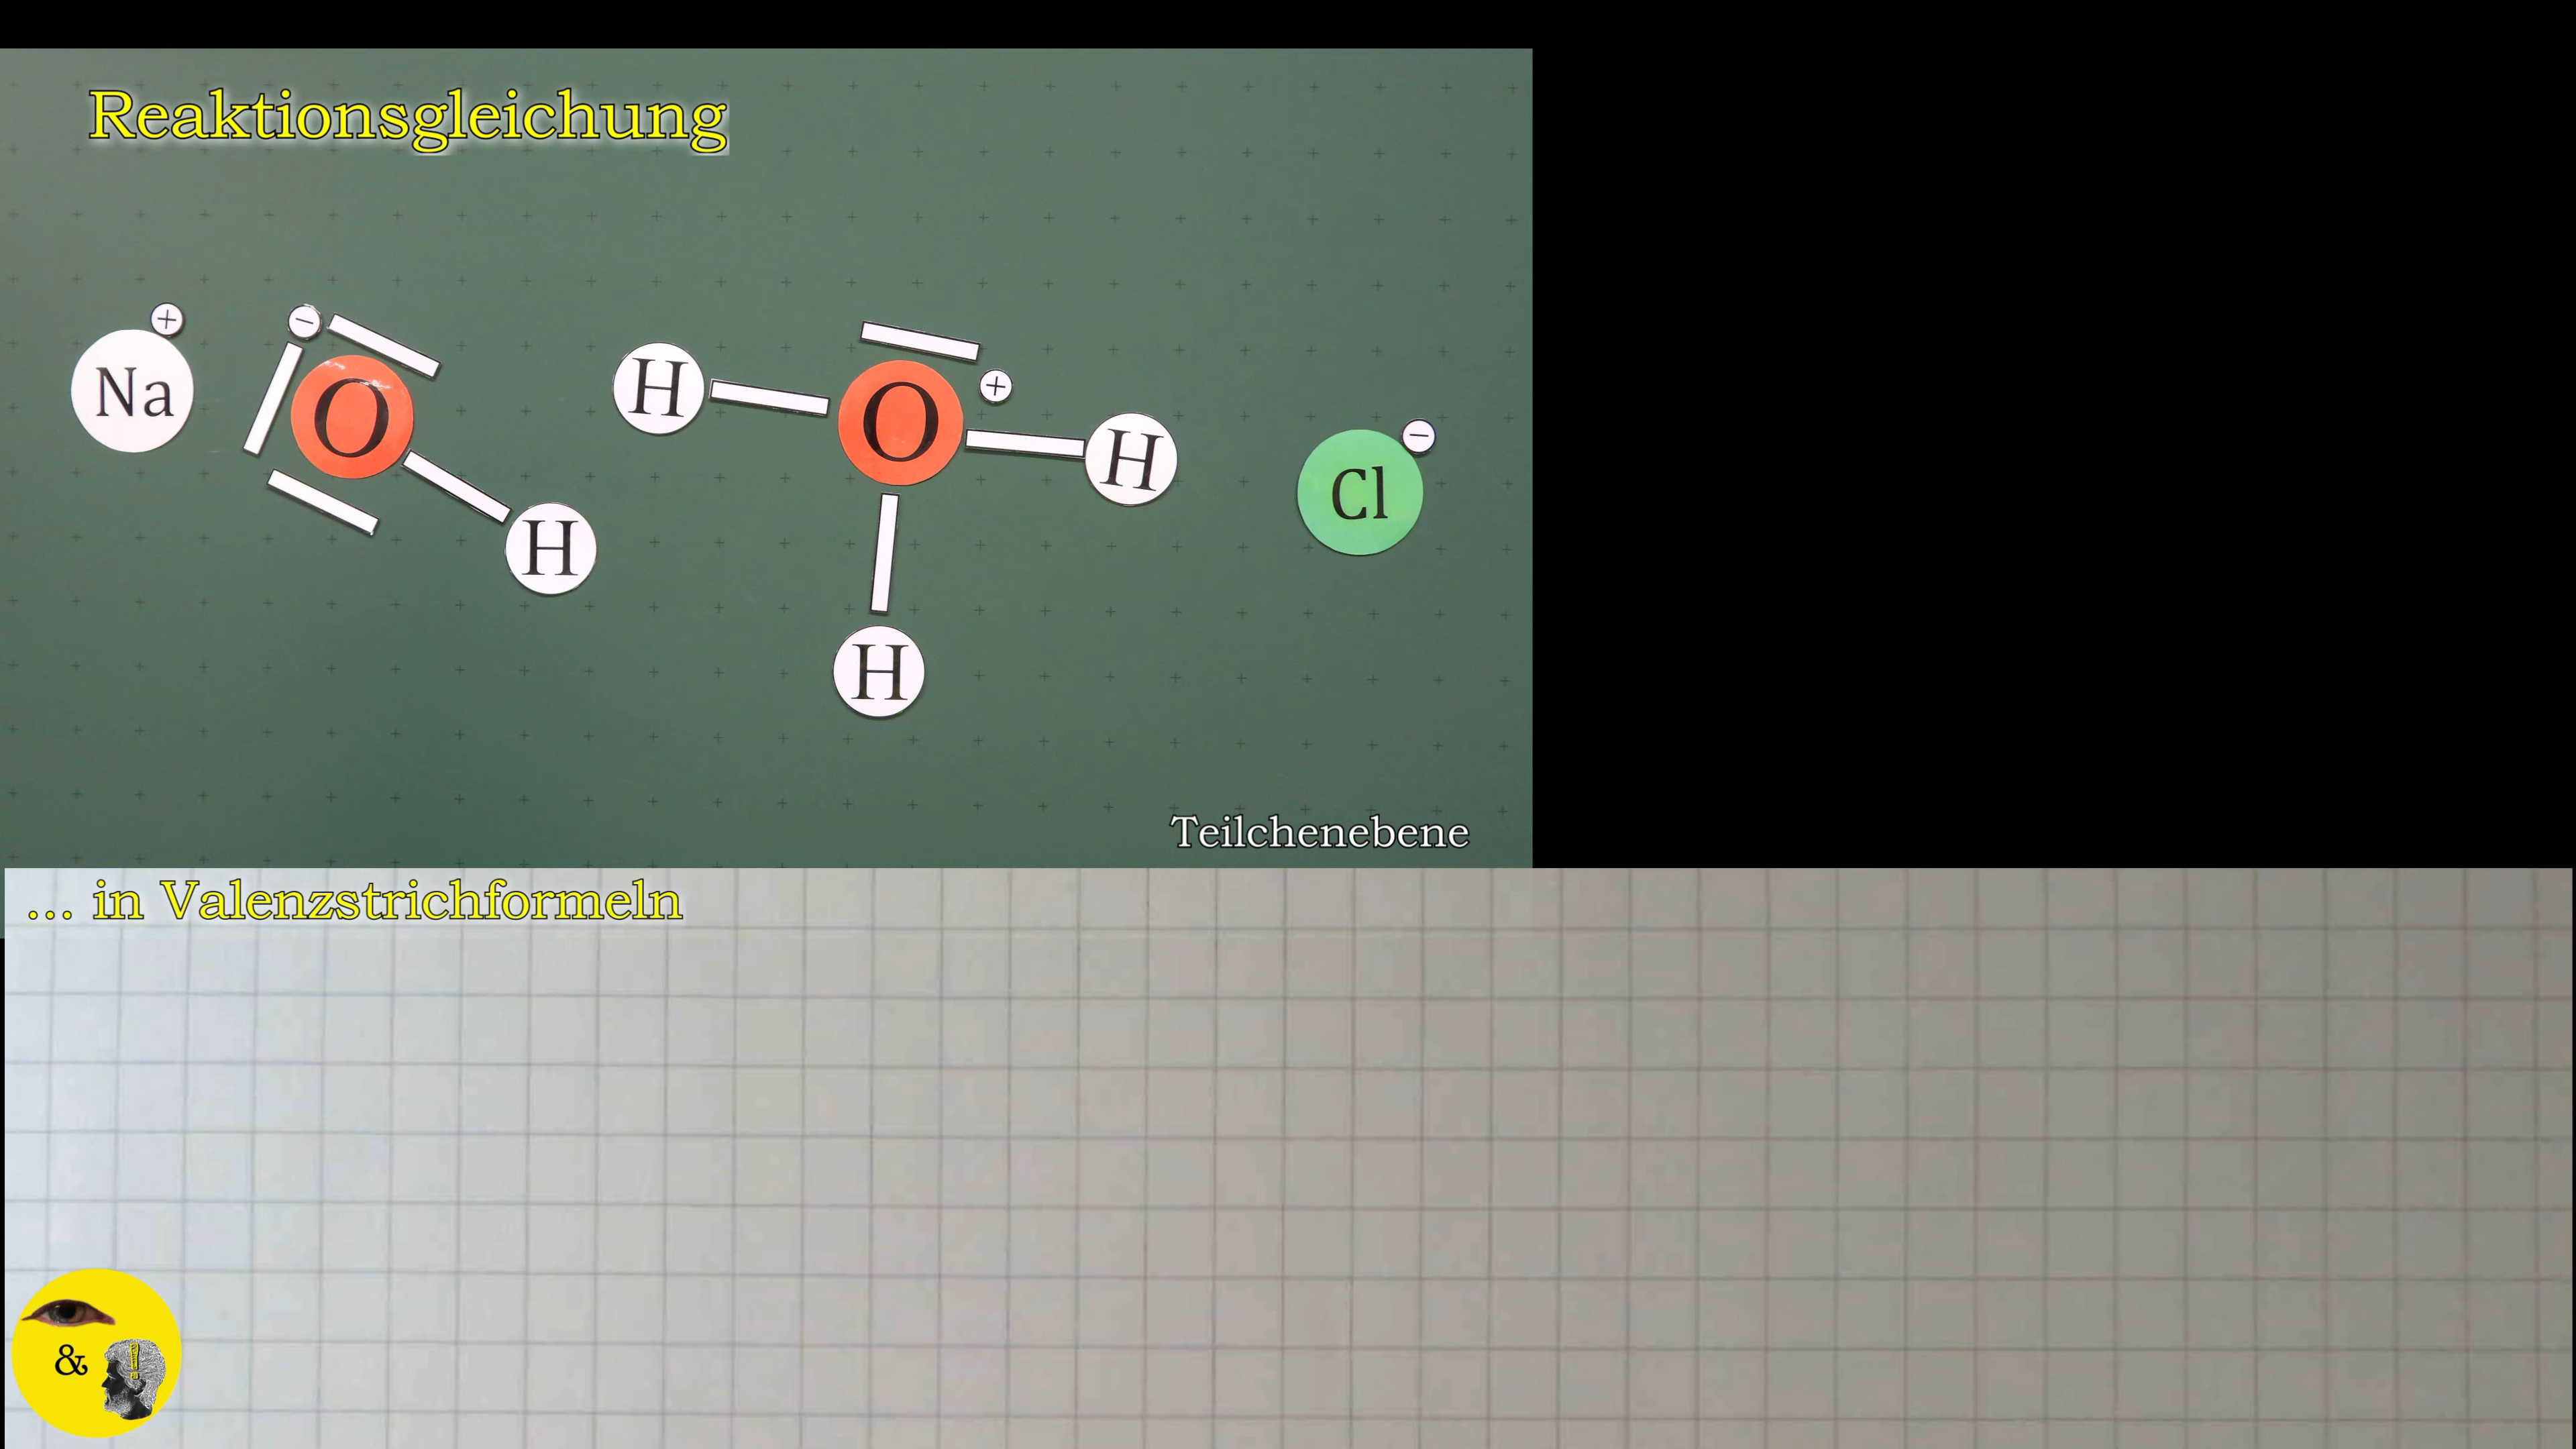 Reaktionsgleichung
Na + − O H
H O + H
H
Cl −
Teilchenebene
... in Valenzstrichformeln
&
!